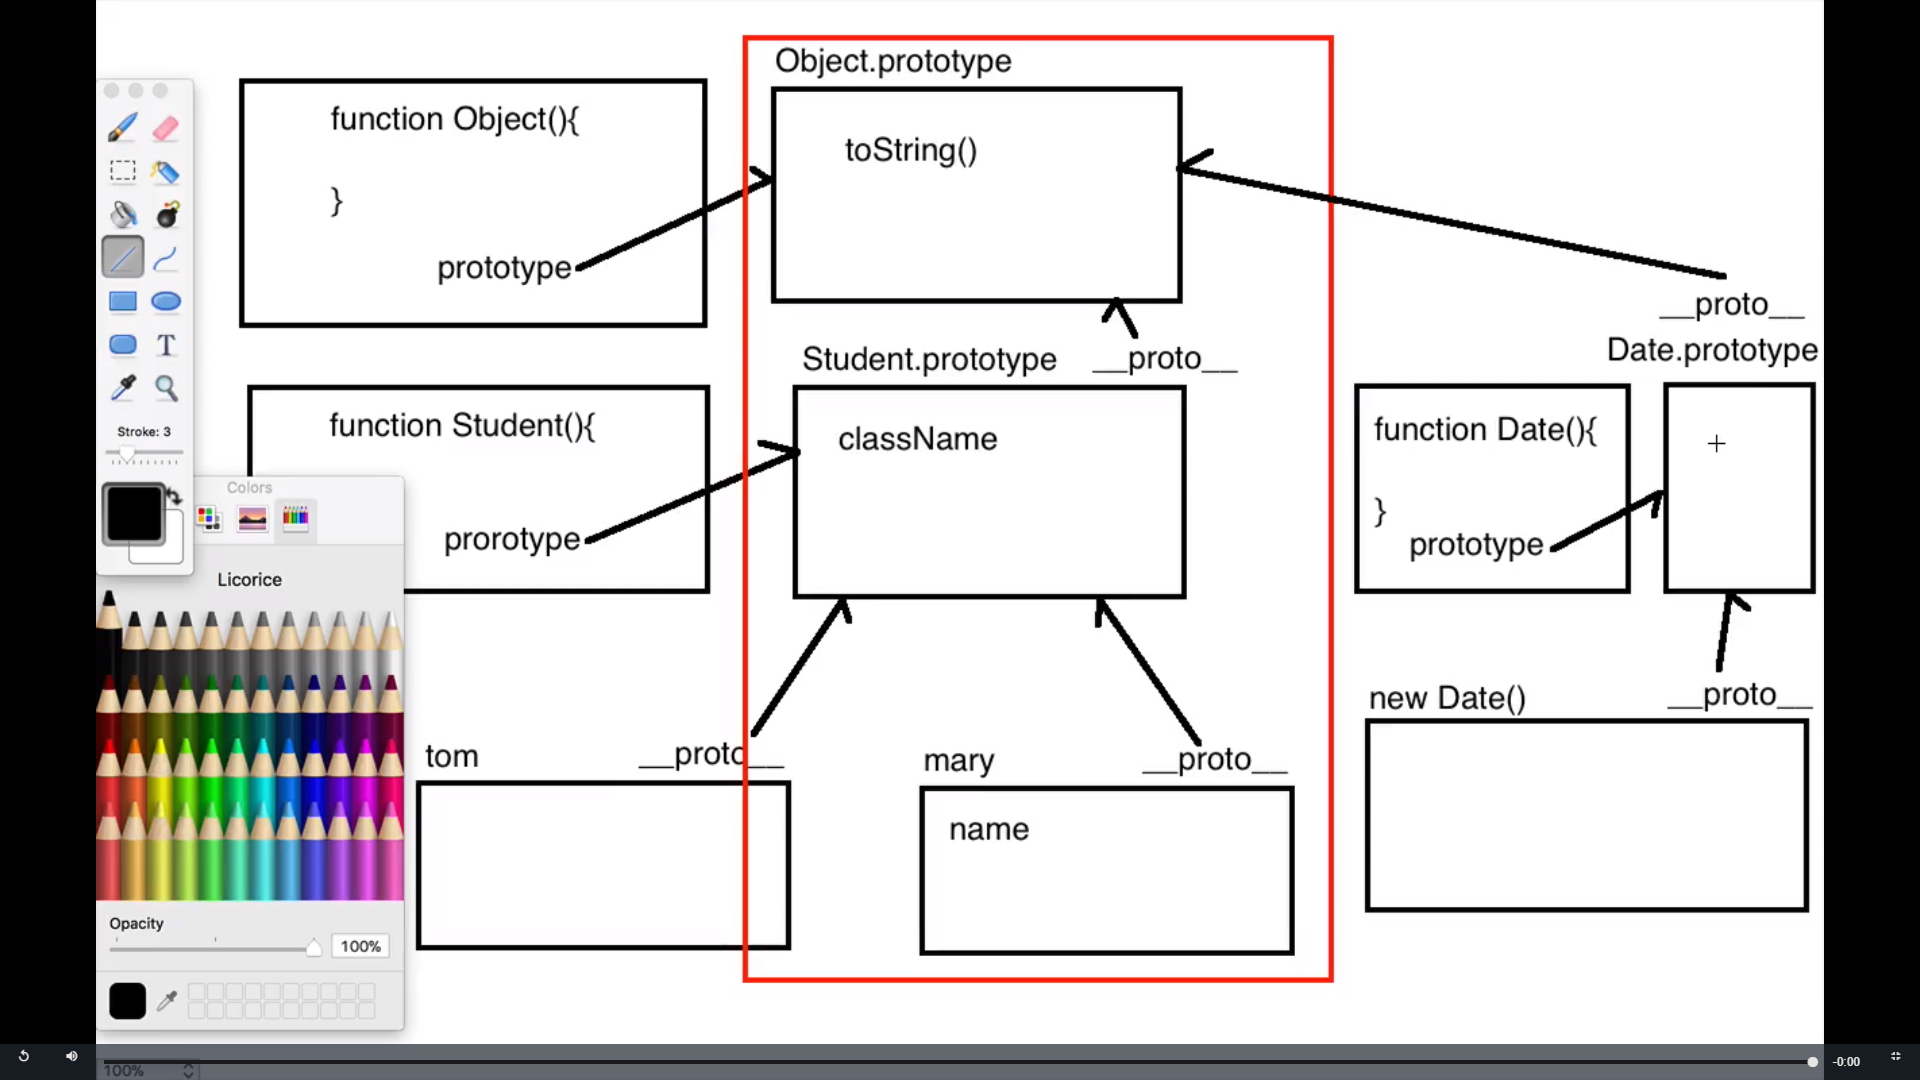 Object.prototype
function Object(){
toString()
}
prototype
__proto__
Date.prototype
Student.prototype
__proto__
function Student(){
className
function Date(){
}
prototype
prorotype
Stroke: 3
Colors
Licorice
new Date()
__proto__
tom
__proto__
mary
__proto__
name
Opacity
100%
100%
-0:00